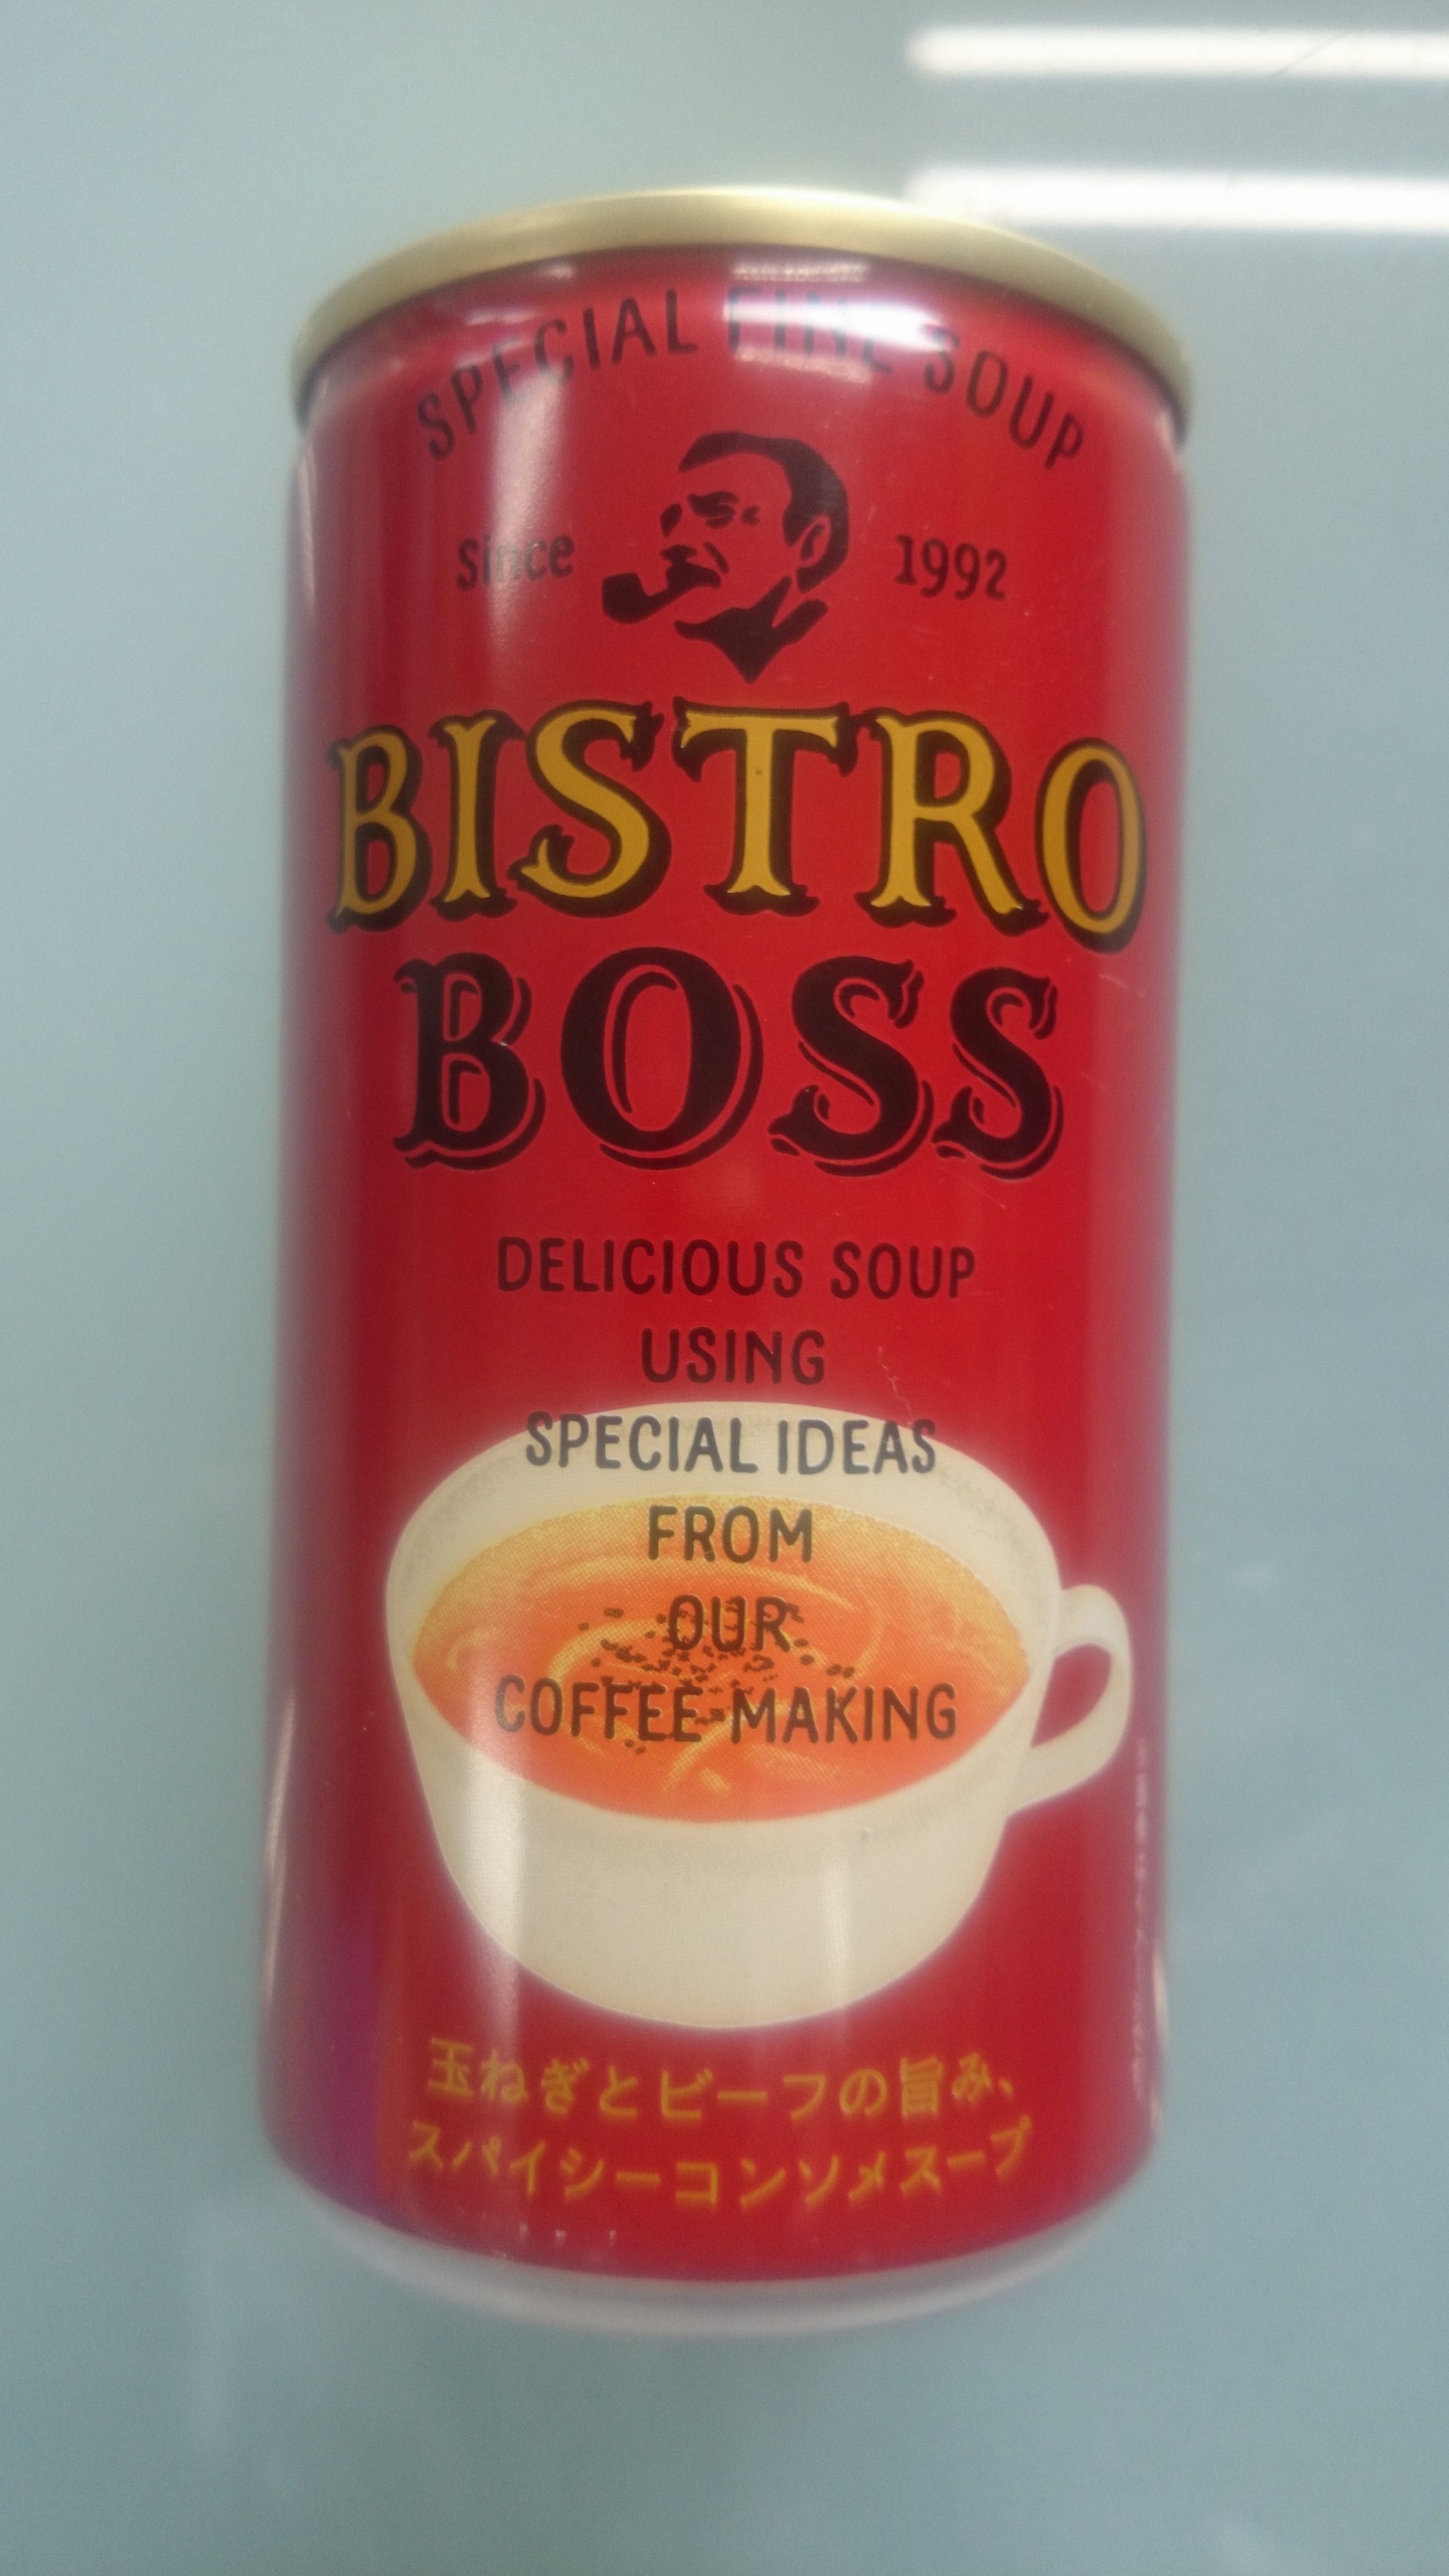 SPECIAL FINE SOUP
since 1992
BISTRO
BOSS
DELICIOUS SOUP
USING
SPECIAL IDEAS
FROM
OUR
COFFEE-MAKING
玉ねぎとビーフの旨み、
スパイシーコンソメスープ